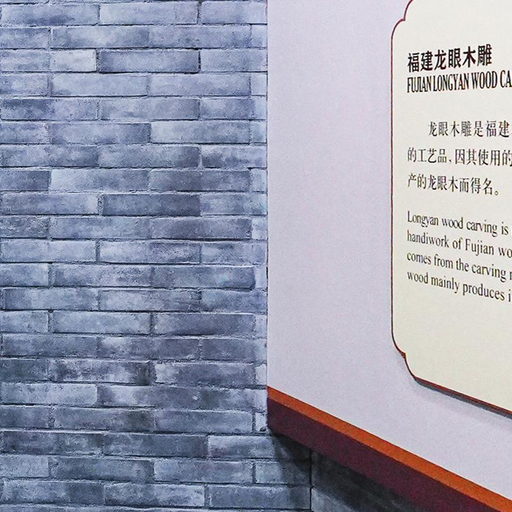 福建龙眼木雕
FUJIAN LONGYAN WOOD CA
龙眼木雕是福建
的工艺品，因其使用的
产的龙眼木而得名。
Longyan wood carving is
handiwork of Fujian wo
comes from the carving
wood mainly produces i